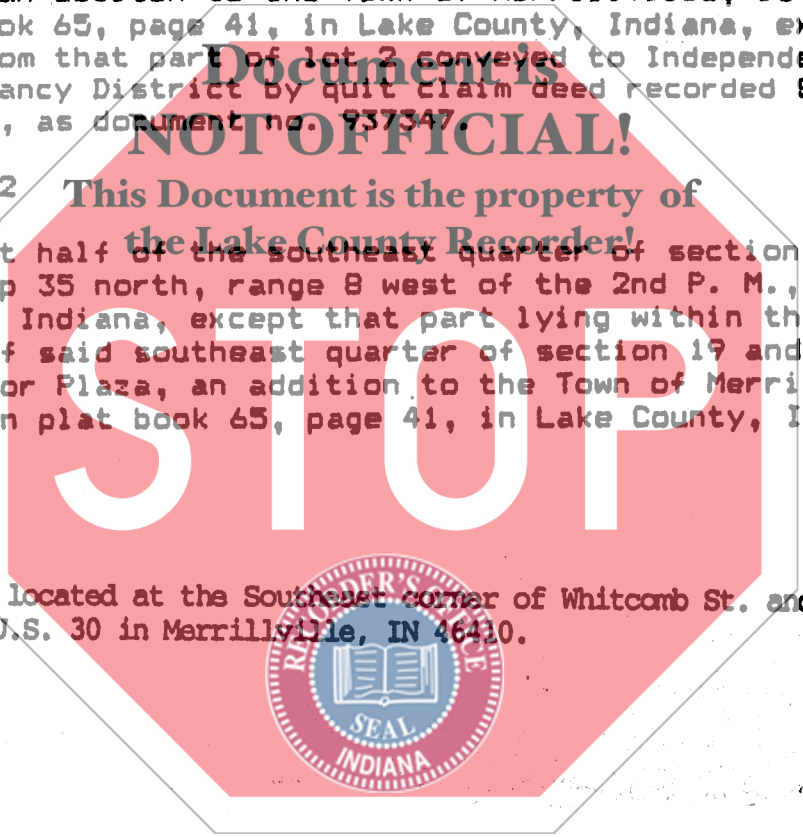 ok 65, page 41, in Lake County, Indiana, ex
om that part of lot 2 conveyed to Independe
Document is
ancy District by quit claim deed recorded 9
, as document no. 937347.
NOT OFFICIAL!
2
This Document is the property of
the Lake County Recorder!
t half of the southeast quarter of section
p 35 north, range 8 west of the 2nd P. M.,
Indiana, except that part lying within th
f said southeast quarter of section 19 and
or Plaza, an addition to the Town of Merri
n plat book 65, page 41, in Lake County, I
STOP
located at the Southeast corner of Whitcomb St. and
U.S. 30 in Merrillville, IN 46410.
RECORDER'S OFFICE
SEAL
INDIANA